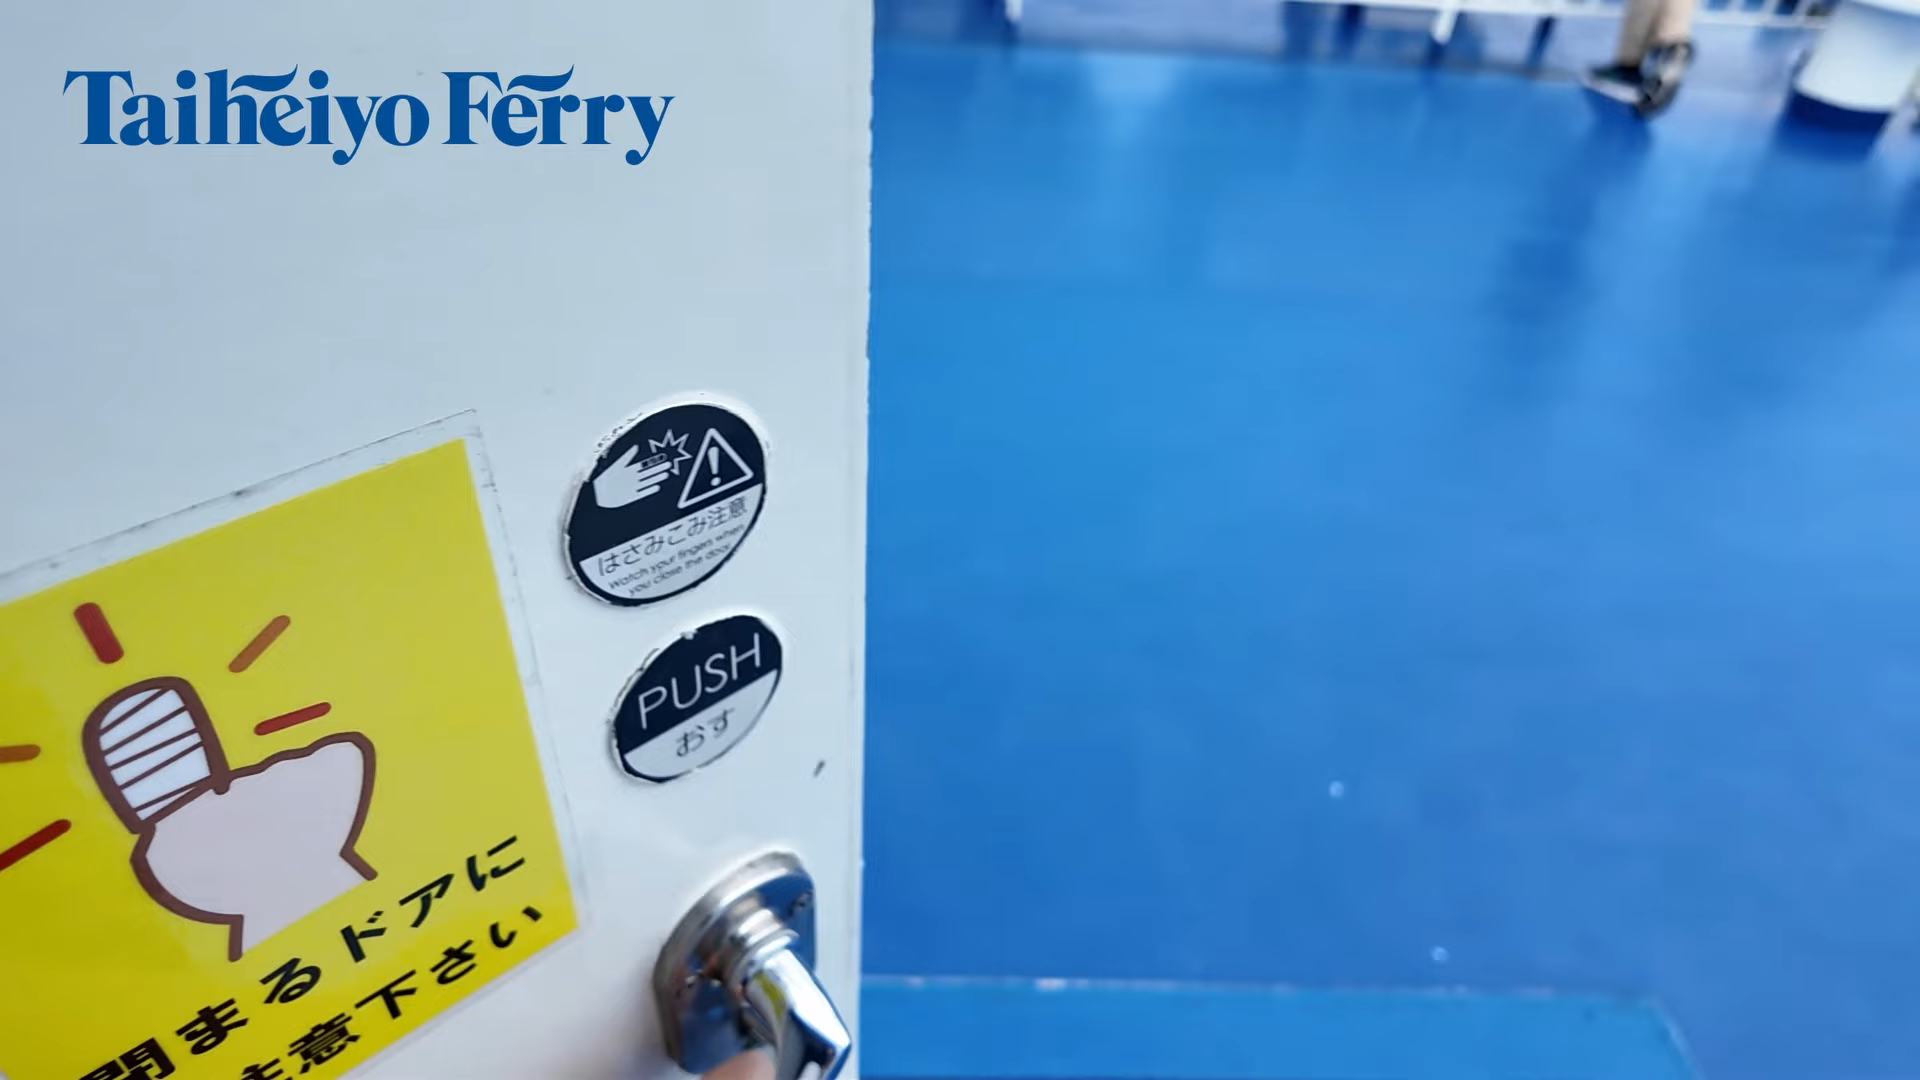 Taiheiyo Ferry
はさみこみ注意
Watch your fingers when
you close the door.
PUSH
おす
閉まるドアに
注意下さい